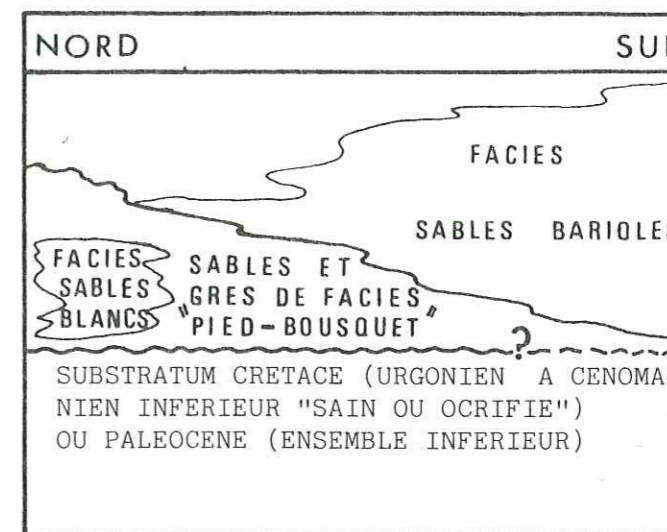 NORD SU
FACIES
SABLES BARIOLES
FACIES
SABLES
BLANCS
SABLES ET
"GRES DE FACIES"
PIED-BOUSQUET
?
SUBSTRATUM CRETACE (URGONIEN A CENOMA
NIEN INFERIEUR "SAIN OU OCRIFIE")
OU PALEOCENE (ENSEMBLE INFERIEUR)